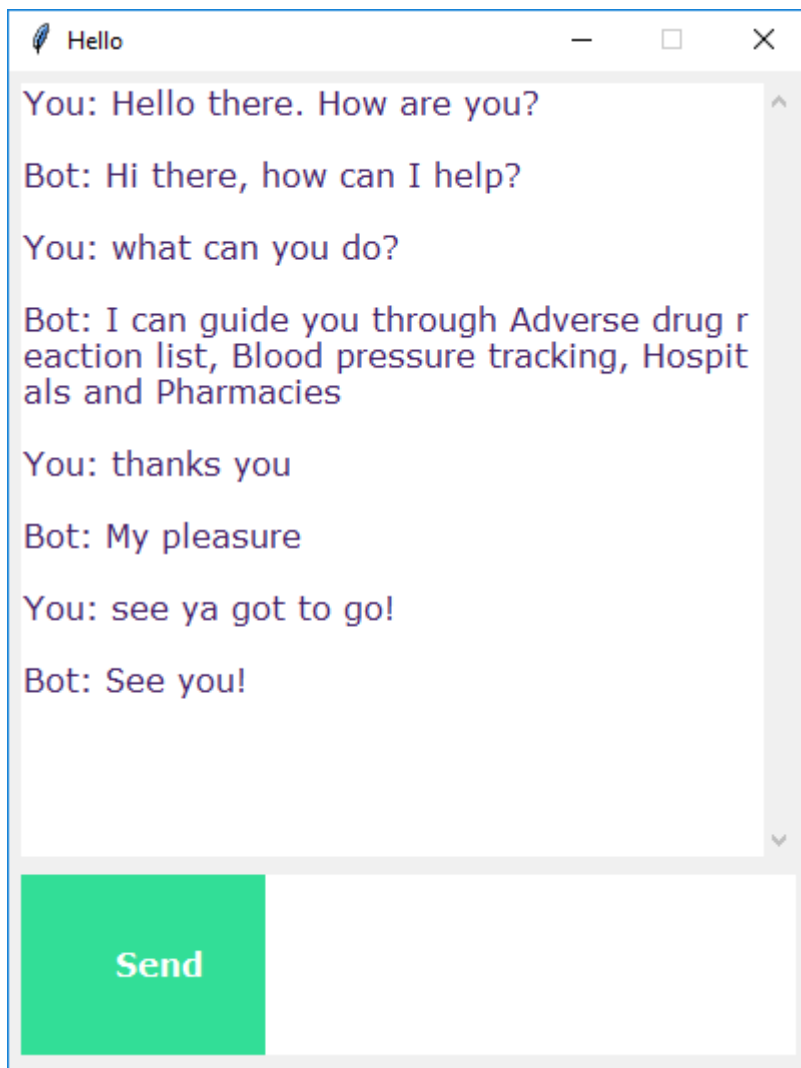 Hello
You: Hello there. How are you?
Bot: Hi there, how can I help?
You: what can you do?
Bot: I can guide you through Adverse drug r
eaction list, Blood pressure tracking, Hospit
als and Pharmacies
You: thanks you
Bot: My pleasure
You: see ya got to go!
Bot: See you!
Send